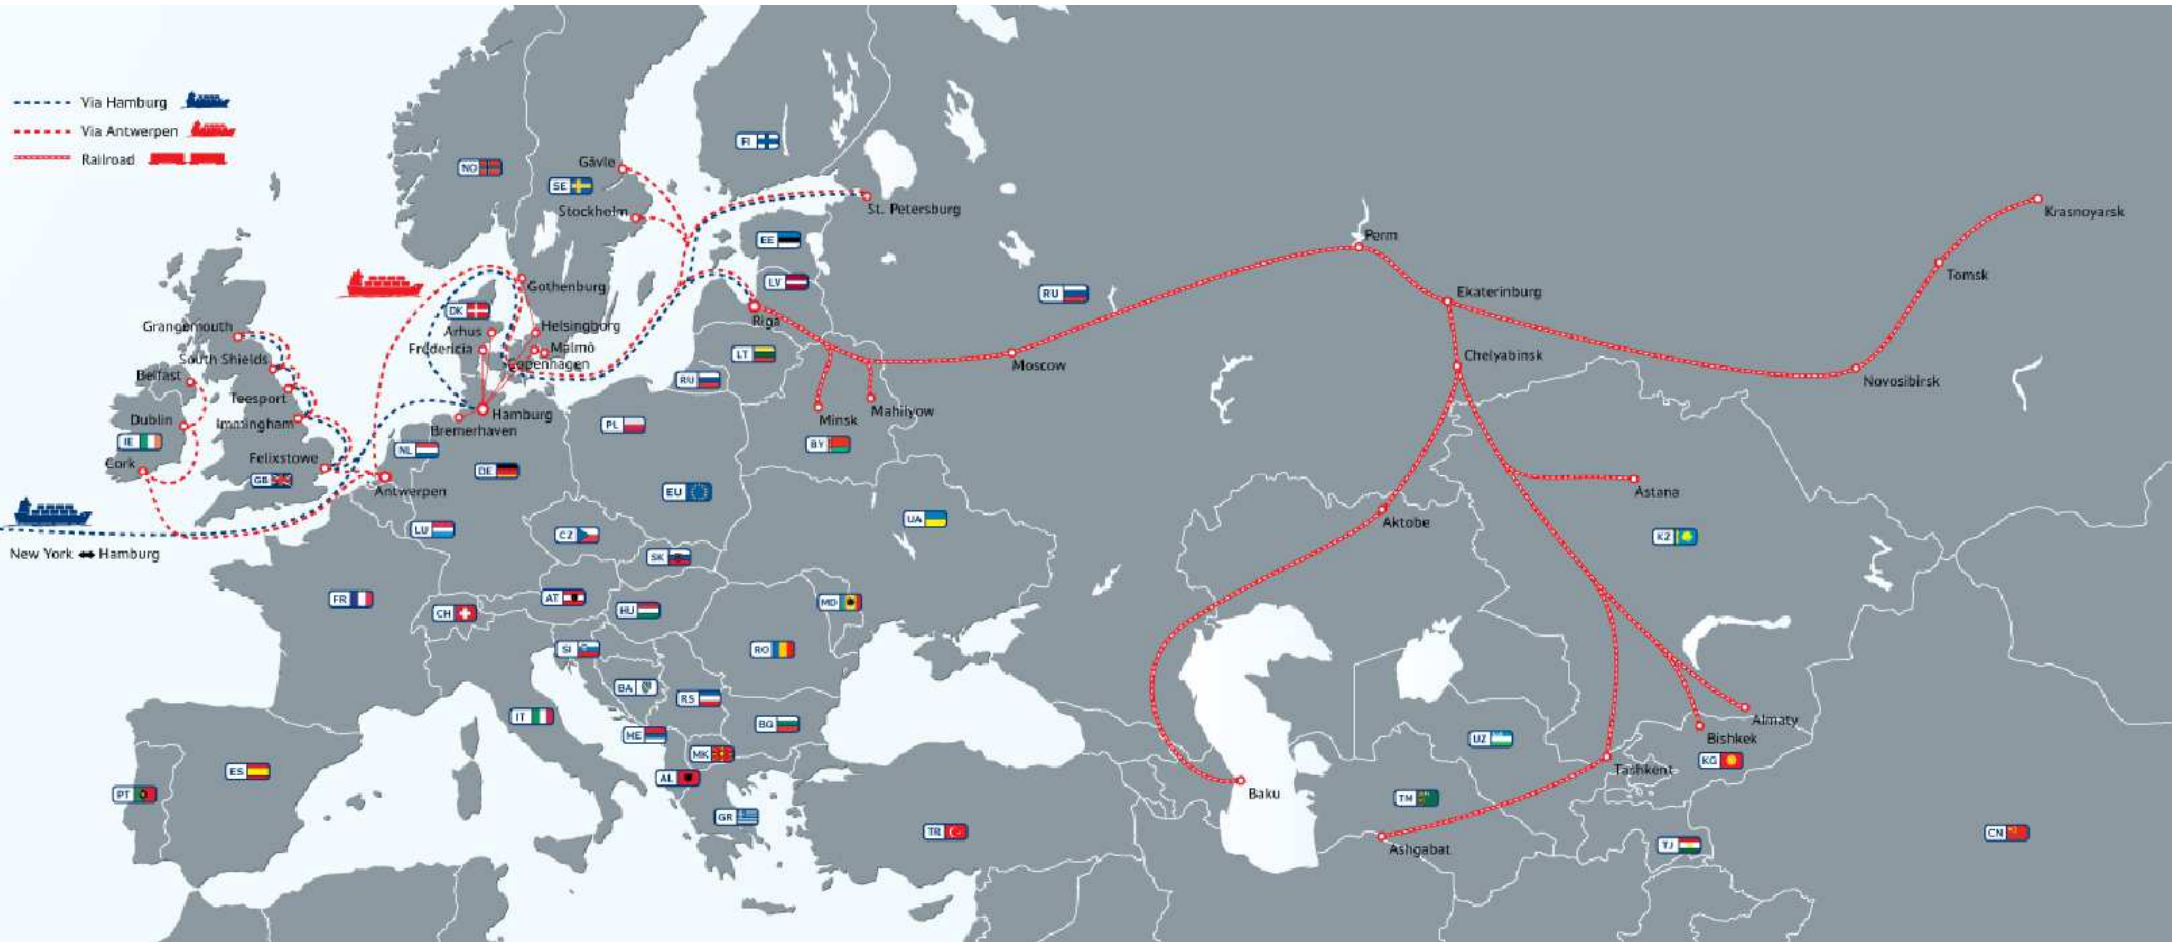 Via Hamburg
Via Antwerpen
Railroad
New York ⬌ Hamburg
NO
SE
FI
Gävle
Stockholm
St. Petersburg
EE
LV
RU
Perm
Krasnoyarsk
Tomsk
Ekaterinburg
Chelyabinsk
Novosibirsk
Moscow
Gothenburg
DK
Arhus
Helsingborg
Fredericia
Malmö
Copenhagen
Riga
LT
RU
Minsk
Mahilyow
BY
Grangemouth
South Shields
Belfast
Teesport
Dublin
Immingham
IE
Cork
Felixstowe
GB
Hamburg
Bremerhaven
NL
DE
Antwerpen
PL
EU
LU
CZ
SK
UA
Astana
Aktobe
KZ
FR
CH
AT
HU
MD
SI
RO
BA
RS
IT
ME
BG
MK
AL
GR
ES
PT
TR
Baku
UZ
TM
Ashgabat
Tashkent
Almaty
Bishkek
KG
TJ
CN